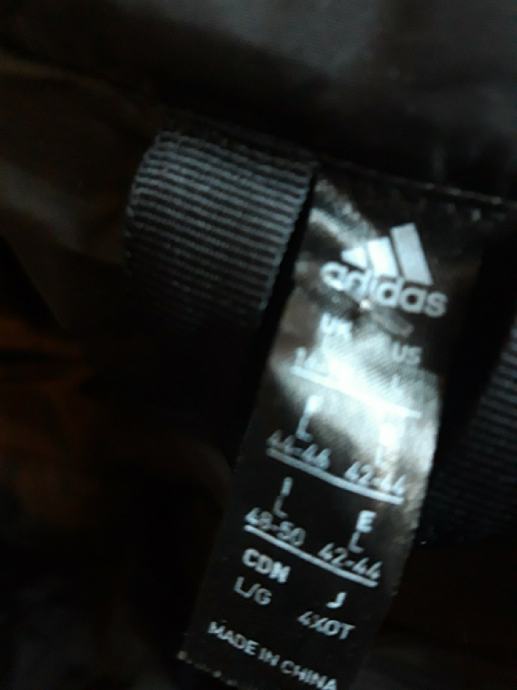 adidas
UK US
L
L
44-46 42-44
I E
L L
48-50 42-44
CDN J
L/G 4XOT
MADE IN CHINA